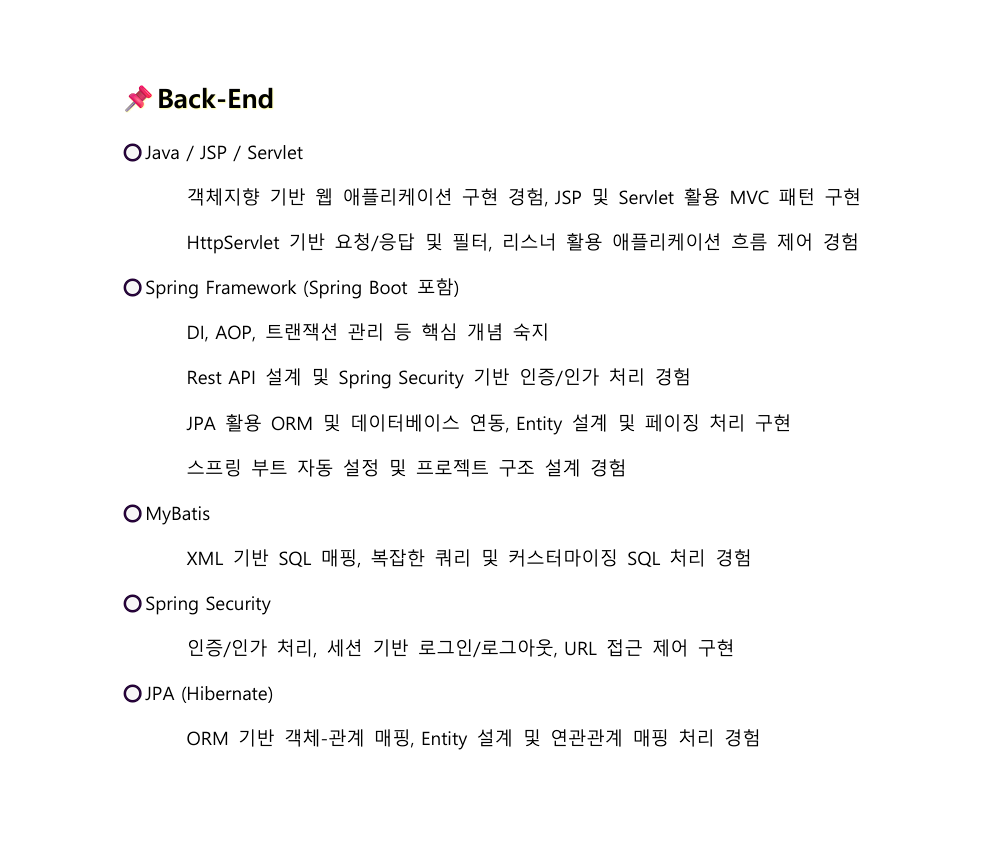 📌Back-End
⭕Java / JSP / Servlet
객체지향 기반 웹 애플리케이션 구현 경험, JSP 및 Servlet 활용 MVC 패턴 구현
HttpServlet 기반 요청/응답 및 필터, 리스너 활용 애플리케이션 흐름 제어 경험
⭕Spring Framework (Spring Boot 포함)
DI, AOP, 트랜잭션 관리 등 핵심 개념 숙지
Rest API 설계 및 Spring Security 기반 인증/인가 처리 경험
JPA 활용 ORM 및 데이터베이스 연동, Entity 설계 및 페이징 처리 구현
스프링 부트 자동 설정 및 프로젝트 구조 설계 경험
⭕MyBatis
XML 기반 SQL 매핑, 복잡한 쿼리 및 커스터마이징 SQL 처리 경험
⭕Spring Security
인증/인가 처리, 세션 기반 로그인/로그아웃, URL 접근 제어 구현
⭕JPA (Hibernate)
ORM 기반 객체-관계 매핑, Entity 설계 및 연관관계 매핑 처리 경험